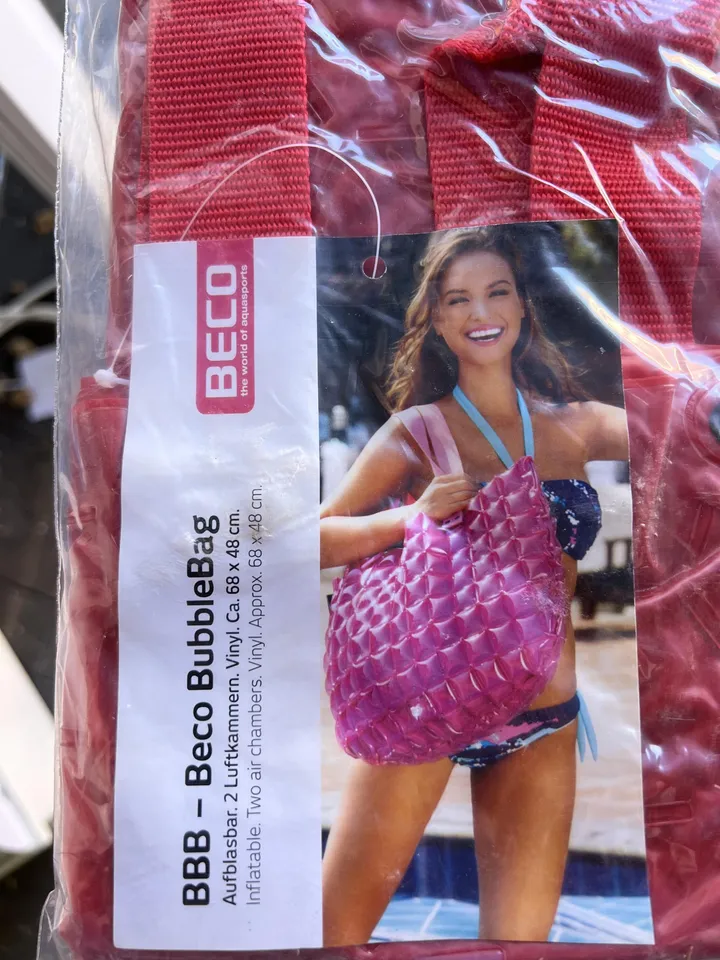 BECO
the world of aquasports
BBB – Beco BubbleBag
Aufblasbar. 2 Luftkammern. Vinyl. Ca. 68 x 48 cm.
Inflatable. Two air chambers. Vinyl. Approx. 68 x 48 cm.